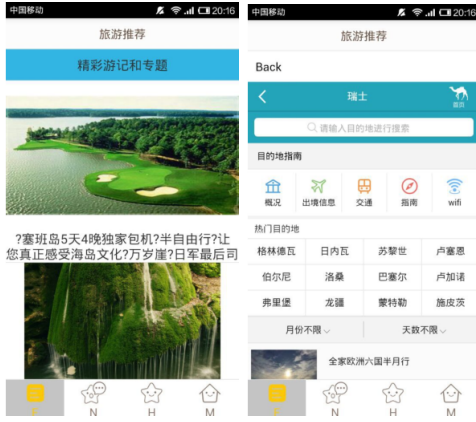 中国移动
20:16
旅游推荐
精彩游记和专题
?塞班岛5天4晚独家包机?半自由行?让
您真正感受海岛文化?万岁崖?日军最后司
N
H
M
中国移动
20:16
旅游推荐
Back
瑞士
首页
请输入目的地进行搜索
目的地指南
概况
出境信息
交通
指南
wifi
热门目的地
格林德瓦
日内瓦
苏黎世
卢塞恩
伯尔尼
洛桑
巴塞尔
卢加诺
弗里堡
龙疆
蒙特勒
施皮茨
月份不限
天数不限
全家欧洲六国半月行
N
H
M